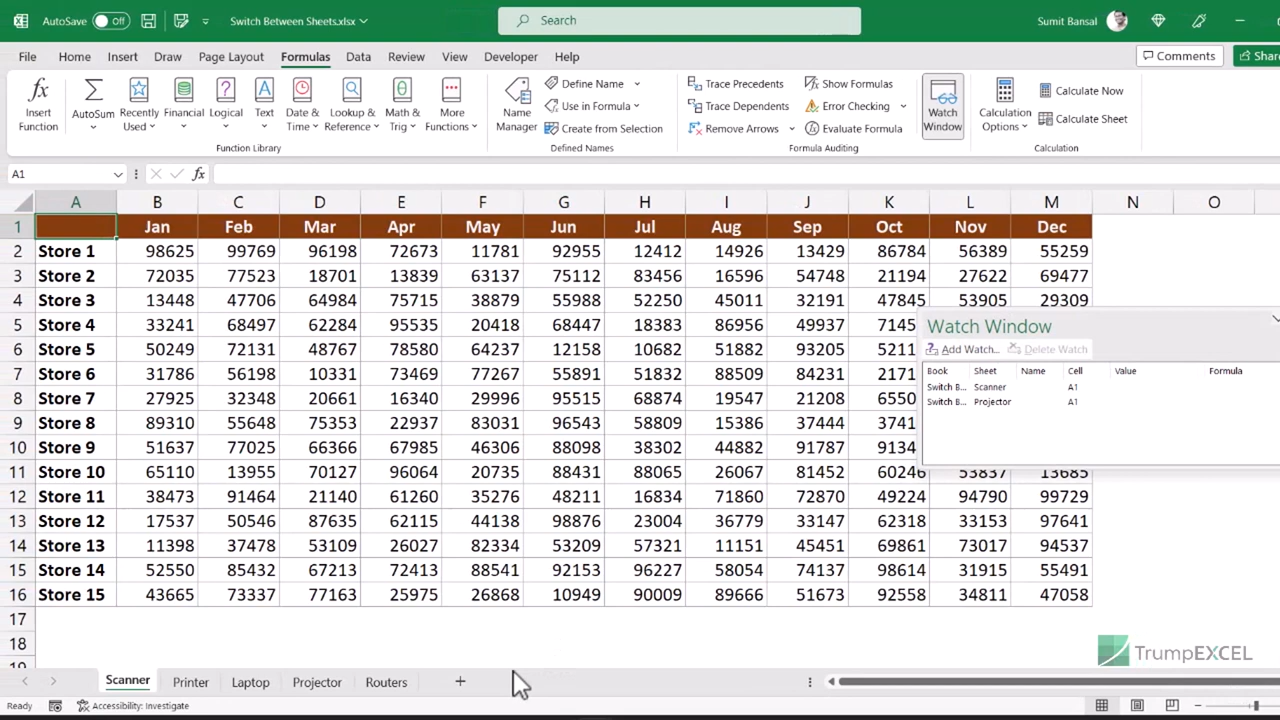 AutoSave Off Switch Between Sheets.xlsx Search Sumit Bansal
File Home Insert Draw Page Layout Formulas Data Review View Developer Help Comments Share
Insert Function AutoSum Recently Used Financial Logical Text Date & Time Lookup & Reference Math & Trig More Functions
Function Library
Name Manager Define Name Use in Formula Create from Selection
Defined Names
Trace Precedents Trace Dependents Remove Arrows Show Formulas Error Checking Evaluate Formula Watch Window
Formula Auditing
Calculation Options Calculate Now Calculate Sheet
Calculation
A1 fx
A B C D E F G H I J K L M N O
1 Jan Feb Mar Apr May Jun Jul Aug Sep Oct Nov Dec
2 Store 1 98625 99769 96198 72673 11781 92955 12412 14926 13429 86784 56389 55259
3 Store 2 72035 77523 18701 13839 63137 75112 83456 16596 54748 21194 27622 69477
4 Store 3 13448 47706 64984 75715 38879 55988 52250 45011 32191 47845 53905 29309
5 Store 4 33241 68497 62284 95535 20418 68447 18383 86956 49937 7145
6 Store 5 50249 72131 48767 78580 64237 12158 10682 51882 93205 5211
7 Store 6 31786 56198 10331 73469 77267 55891 51832 88509 84231 2171
8 Store 7 27925 32348 20661 16340 29996 95515 68874 19547 21208 6550
9 Store 8 89310 55648 75353 22937 83031 96543 58809 15386 37444 3741
10 Store 9 51637 77025 66366 67985 46306 88098 38302 44882 91787 9134
11 Store 10 65110 13955 70127 96064 20735 88431 88065 26067 81452 60246 53837 13685
12 Store 11 38473 91464 21140 61260 35276 48211 16834 71860 72870 49224 94790 99729
13 Store 12 17537 50546 87635 62115 44138 98876 23004 36779 33147 62318 33153 97641
14 Store 13 11398 37478 53109 26027 82334 53209 57321 11151 45451 69861 73017 94537
15 Store 14 52550 85432 67213 72413 88541 92153 96227 58054 74137 98614 31915 55491
16 Store 15 43665 73337 77163 25975 26868 10949 90009 89666 51673 92558 34811 47058
17
18
Watch Window
Add Watch... Delete Watch
Book Sheet Name Cell Value Formula
Switch B... Scanner A1
Switch B... Projector A1
TrumpEXCEL
Scanner Printer Laptop Projector Routers
Ready Accessibility: Investigate